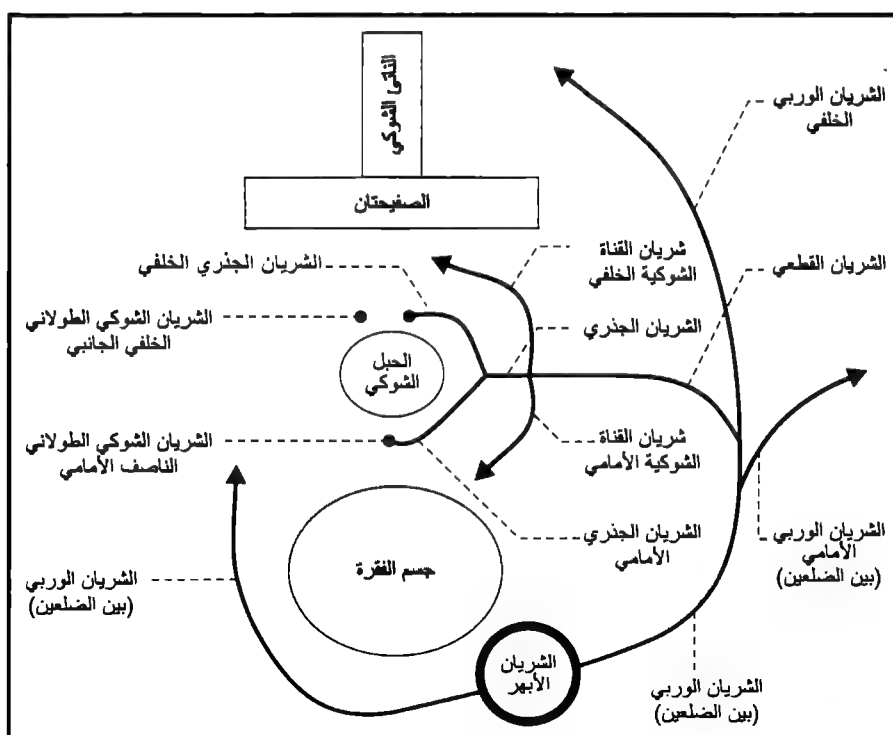 الناتئ الشوكي
الصفيحتان
الشريان الوربي
الخلفي
شريان القناة
الشوكية الخلفي
الشريان القطعي
الشريان الجذري الخلفي
الشريان الشوكي الطولاني
الخلفي الجانبي
الشريان الجذري
الحبل
الشوكي
شريان القناة
الشوكية الأمامي
الشريان الشوكي الطولاني
الناصف الأمامي
الشريان الوربي
الأمامي
(بين الضلعين)
الشريان الجذري
الأمامي
جسم الفقرة
الشريان الوربي
(بين الضلعين)
الشريان
الأبهر
الشريان الوربي
(بين الضلعين)